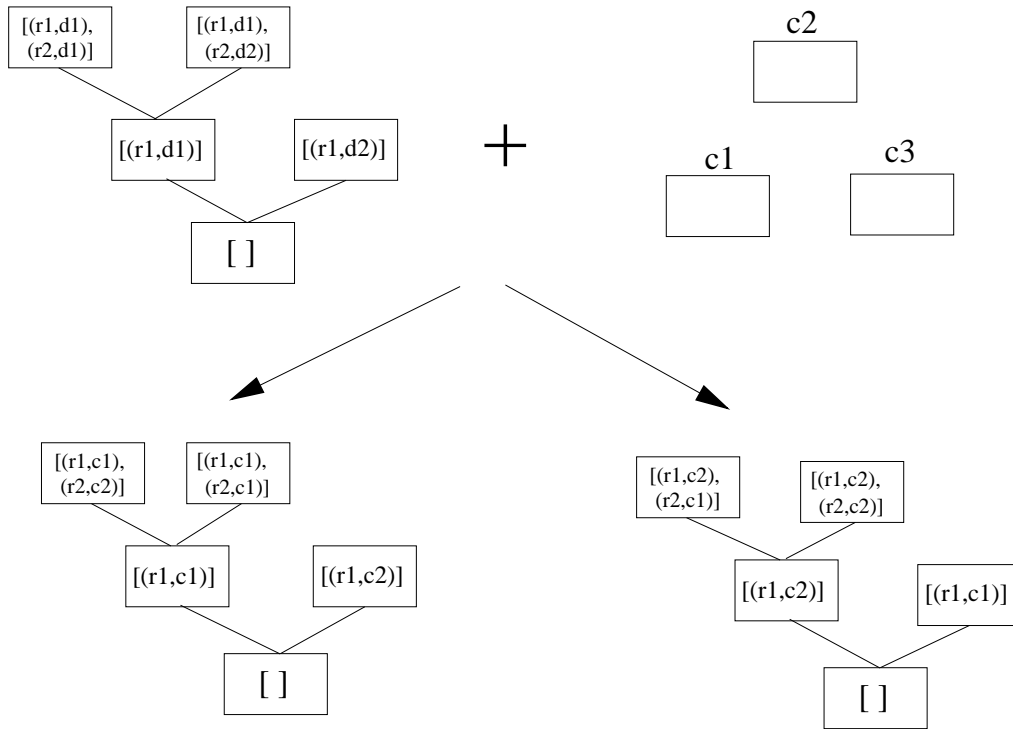 [(r1,d1),
(r2,d1)]
[(r1,d1),
(r2,d2)]
c2
[(r1,d1)]
[(r1,d2)]
+
c1
c3
[ ]
[(r1,c1),
(r2,c2)]
[(r1,c1),
(r2,c1)]
[(r1,c2),
(r2,c1)]
[(r1,c2),
(r2,c2)]
[(r1,c1)]
[(r1,c2)]
[(r1,c2)]
[(r1,c1)]
[ ]
[ ]